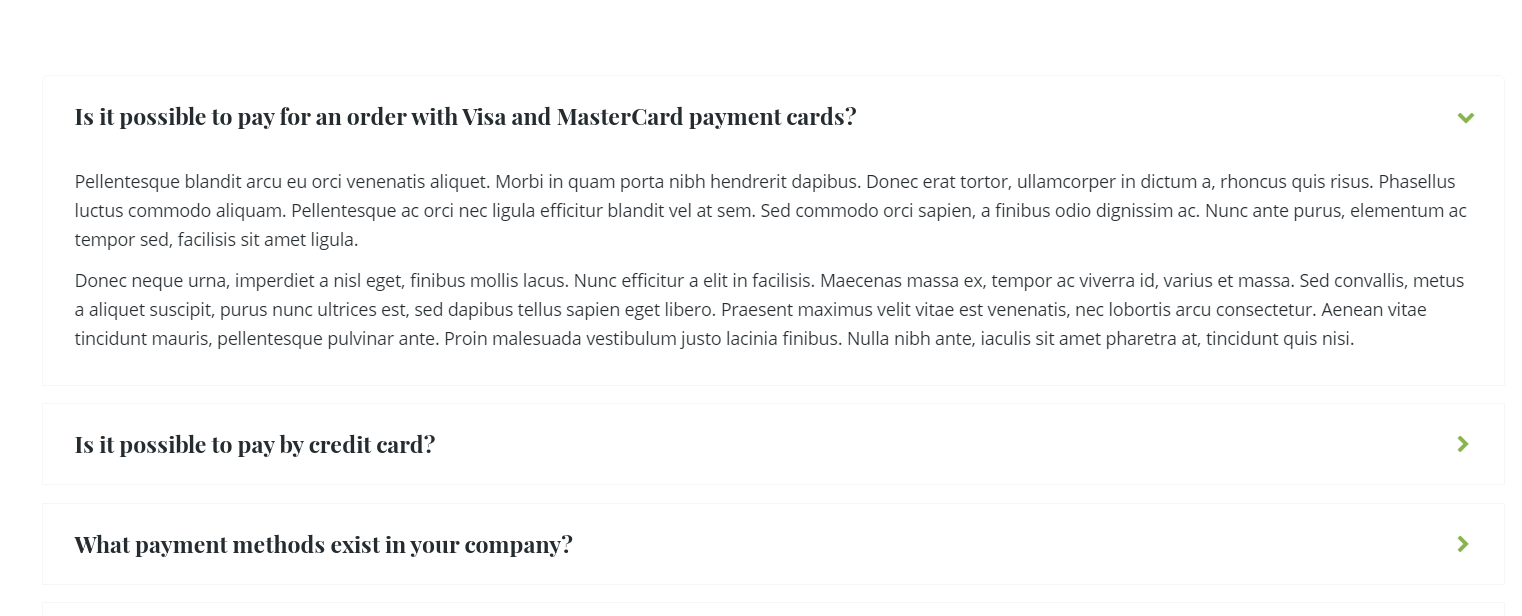 Is it possible to pay for an order with Visa and MasterCard payment cards?
Pellentesque blandit arcu eu orci venenatis aliquet. Morbi in quam porta nibh hendrerit dapibus. Donec erat tortor, ullamcorper in dictum a, rhoncus quis risus. Phasellus
luctus commodo aliquam. Pellentesque ac orci nec ligula efficitur blandit vel at sem. Sed commodo orci sapien, a finibus odio dignissim ac. Nunc ante purus, elementum ac
tempor sed, facilisis sit amet ligula.
Donec neque urna, imperdiet a nisl eget, finibus mollis lacus. Nunc efficitur a elit in facilisis. Maecenas massa ex, tempor ac viverra id, varius et massa. Sed convallis, metus
a aliquet suscipit, purus nunc ultrices est, sed dapibus tellus sapien eget libero. Praesent maximus velit vitae est venenatis, nec lobortis arcu consectetur. Aenean vitae
tincidunt mauris, pellentesque pulvinar ante. Proin malesuada vestibulum justo lacinia finibus. Nulla nibh ante, iaculis sit amet pharetra at, tincidunt quis nisi.
Is it possible to pay by credit card?
What payment methods exist in your company?